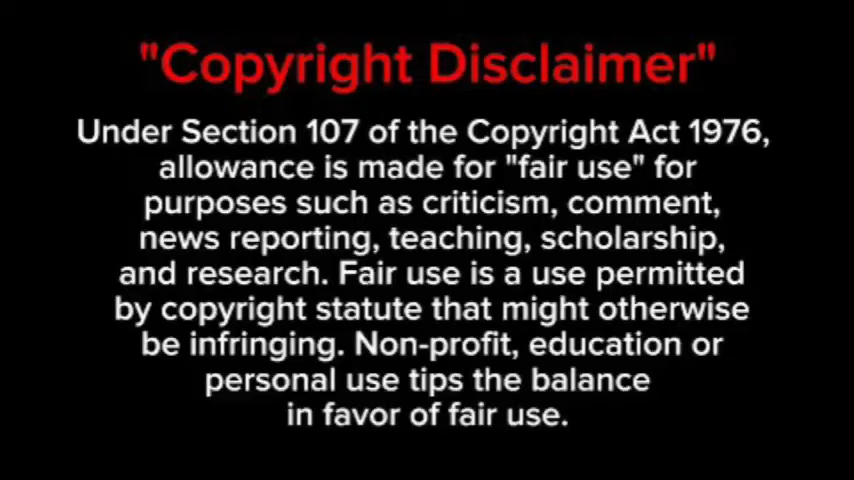 "Copyright Disclaimer"
Under Section 107 of the Copyright Act 1976,
allowance is made for "fair use" for
purposes such as criticism, comment,
news reporting, teaching, scholarship,
and research. Fair use is a use permitted
by copyright statute that might otherwise
be infringing. Non-profit, education or
personal use tips the balance
in favor of fair use.